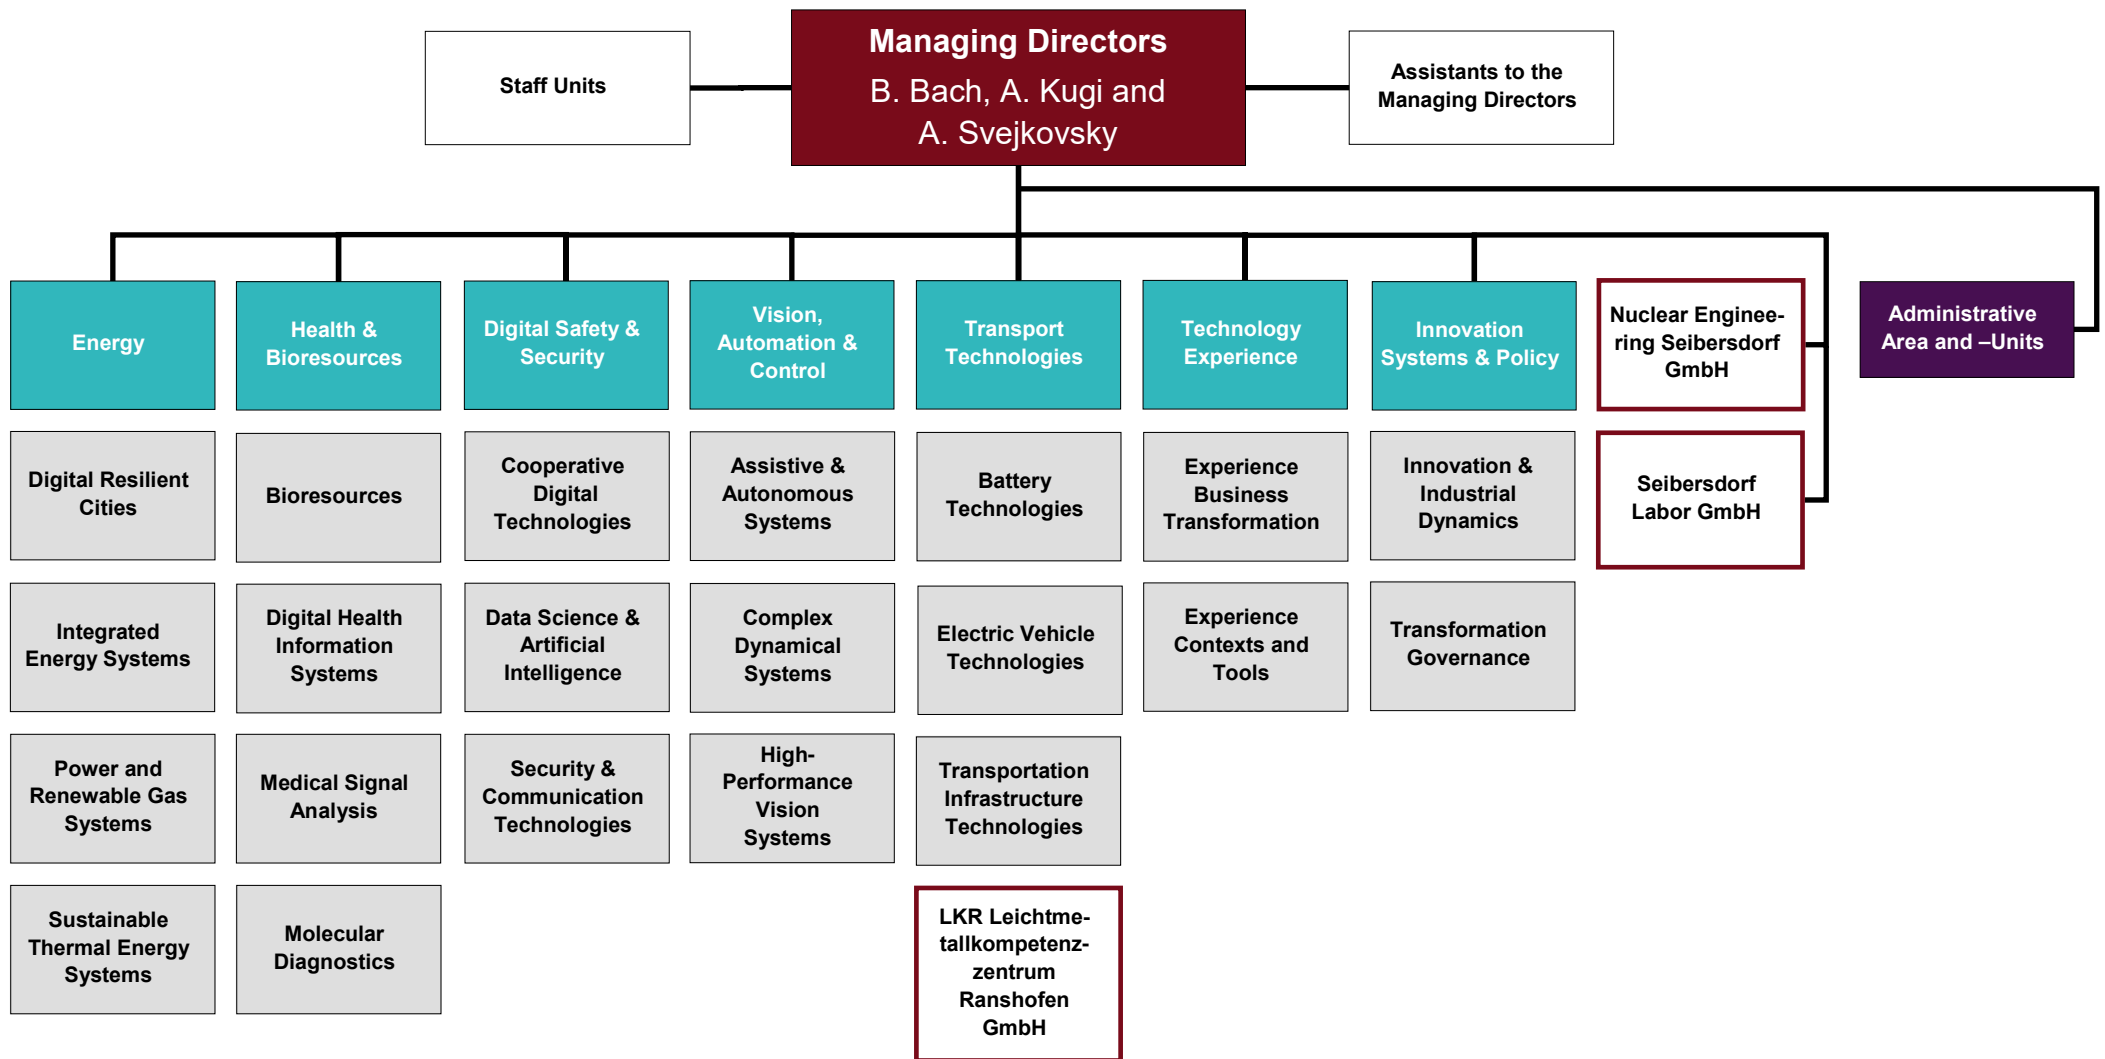 Staff Units
Managing Directors
B. Bach, A. Kugi and
A. Svejkovsky
Assistants to the
Managing Directors
Energy
Health &
Bioresources
Digital Safety &
Security
Vision,
Automation &
Control
Transport
Technologies
Technology
Experience
Innovation
Systems & Policy
Nuclear Enginee-
ring Seibersdorf
GmbH
Administrative
Area and –Units
Digital Resilient
Cities
Bioresources
Cooperative
Digital
Technologies
Assistive &
Autonomous
Systems
Battery
Technologies
Experience
Business
Transformation
Innovation &
Industrial
Dynamics
Seibersdorf
Labor GmbH
Integrated
Energy Systems
Digital Health
Information
Systems
Data Science &
Artificial
Intelligence
Complex
Dynamical
Systems
Electric Vehicle
Technologies
Experience
Contexts and
Tools
Transformation
Governance
Power and
Renewable Gas
Systems
Medical Signal
Analysis
Security &
Communication
Technologies
High-
Performance
Vision
Systems
Transportation
Infrastructure
Technologies
Sustainable
Thermal Energy
Systems
Molecular
Diagnostics
LKR Leichtme-
tallkompetenz-
zentrum
Ranshofen
GmbH